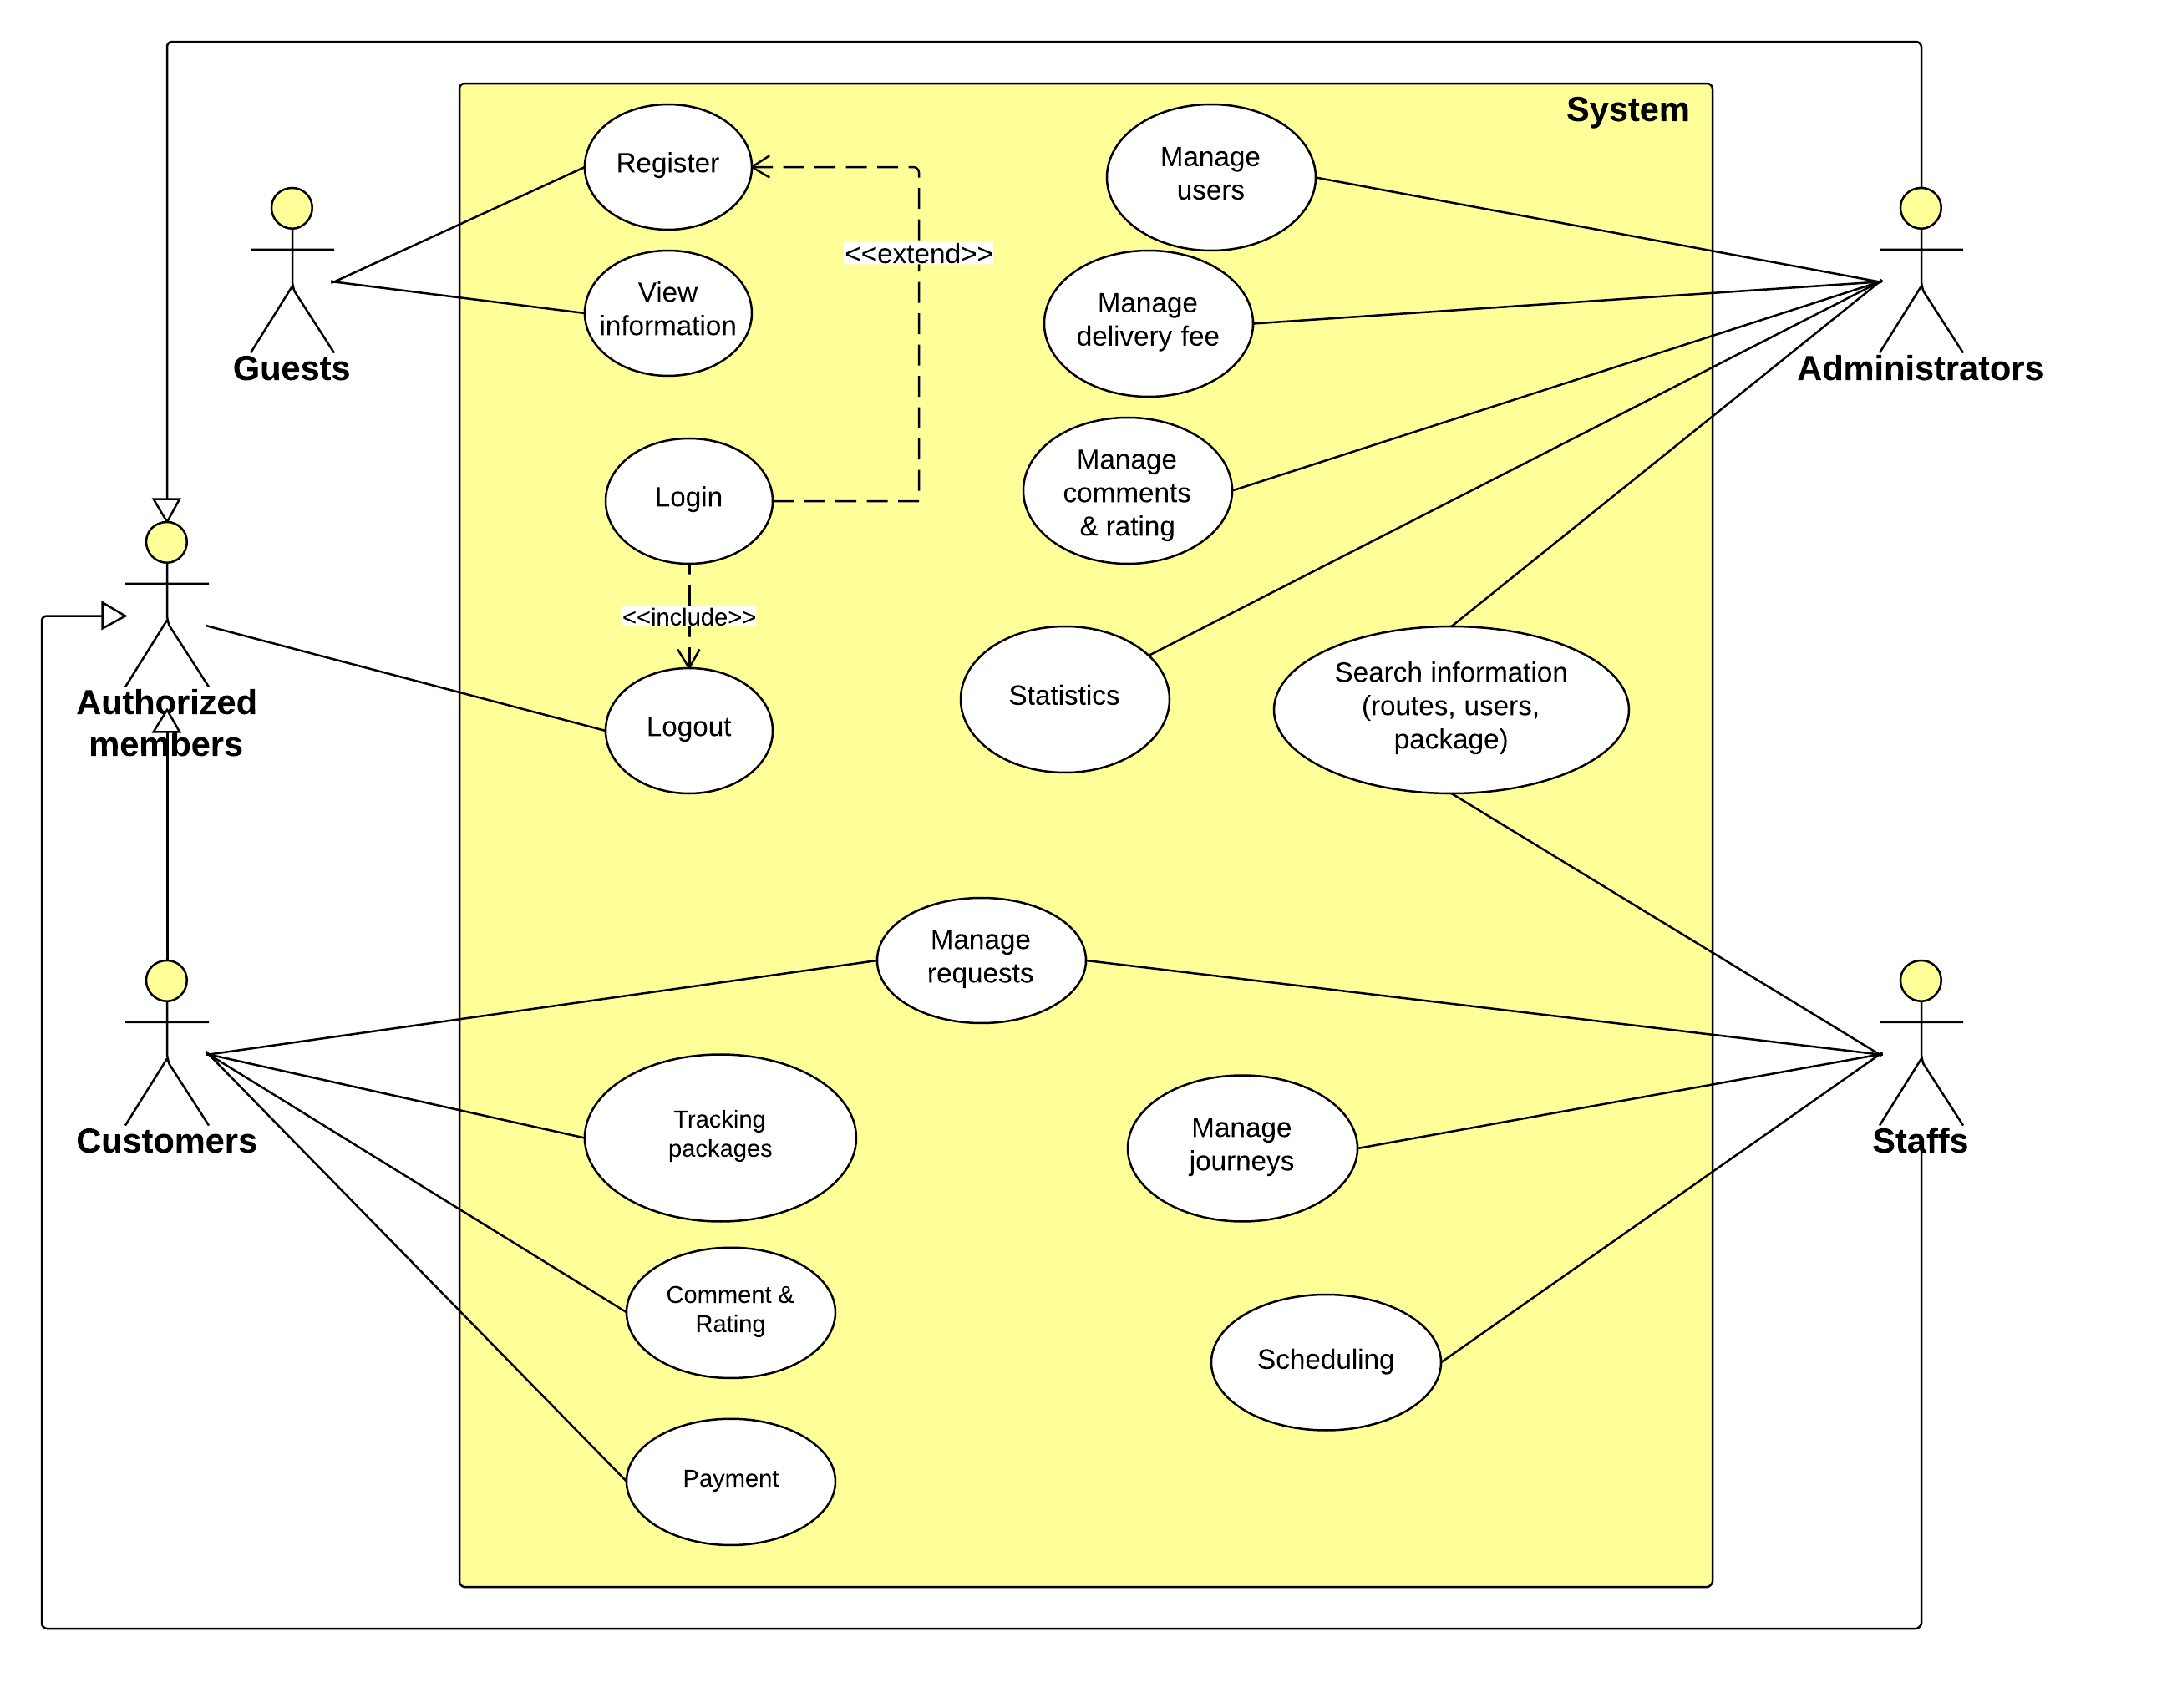 System
Register
Manage
users
<<extend>>
View
information
Manage
delivery fee
Guests
Administrators
Login
Manage
comments
& rating
<<include>>
Authorized
members
Logout
Statistics
Search information
(routes, users,
package)
Manage
requests
Customers
Tracking
packages
Manage
journeys
Staffs
Comment &
Rating
Scheduling
Payment